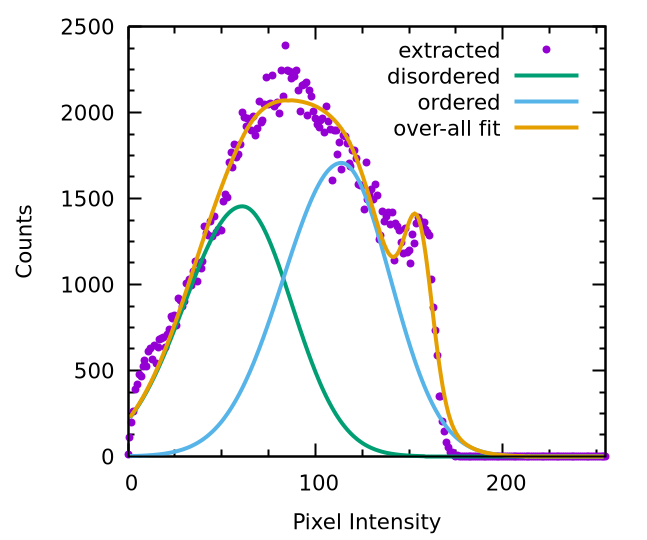 2500
2000
1500
1000
500
0
Counts
extracted
disordered
ordered
over-all fit
0 100 200
Pixel Intensity